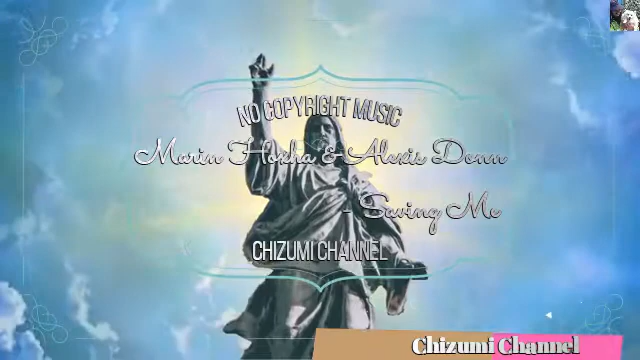 NO COPYRIGHT MUSIC
Marin Hoxha & Alexis Donn
- Saving Me
CHIZUMI CHANNEL
Chizumi Channel